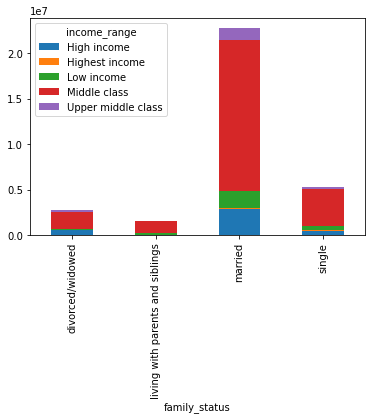 1e7
income_range
High income
Highest income
Low income
Middle class
Upper middle class
2.0
1.5
1.0
0.5
0.0
divorced/widowed
living with parents and siblings
married
single
family_status